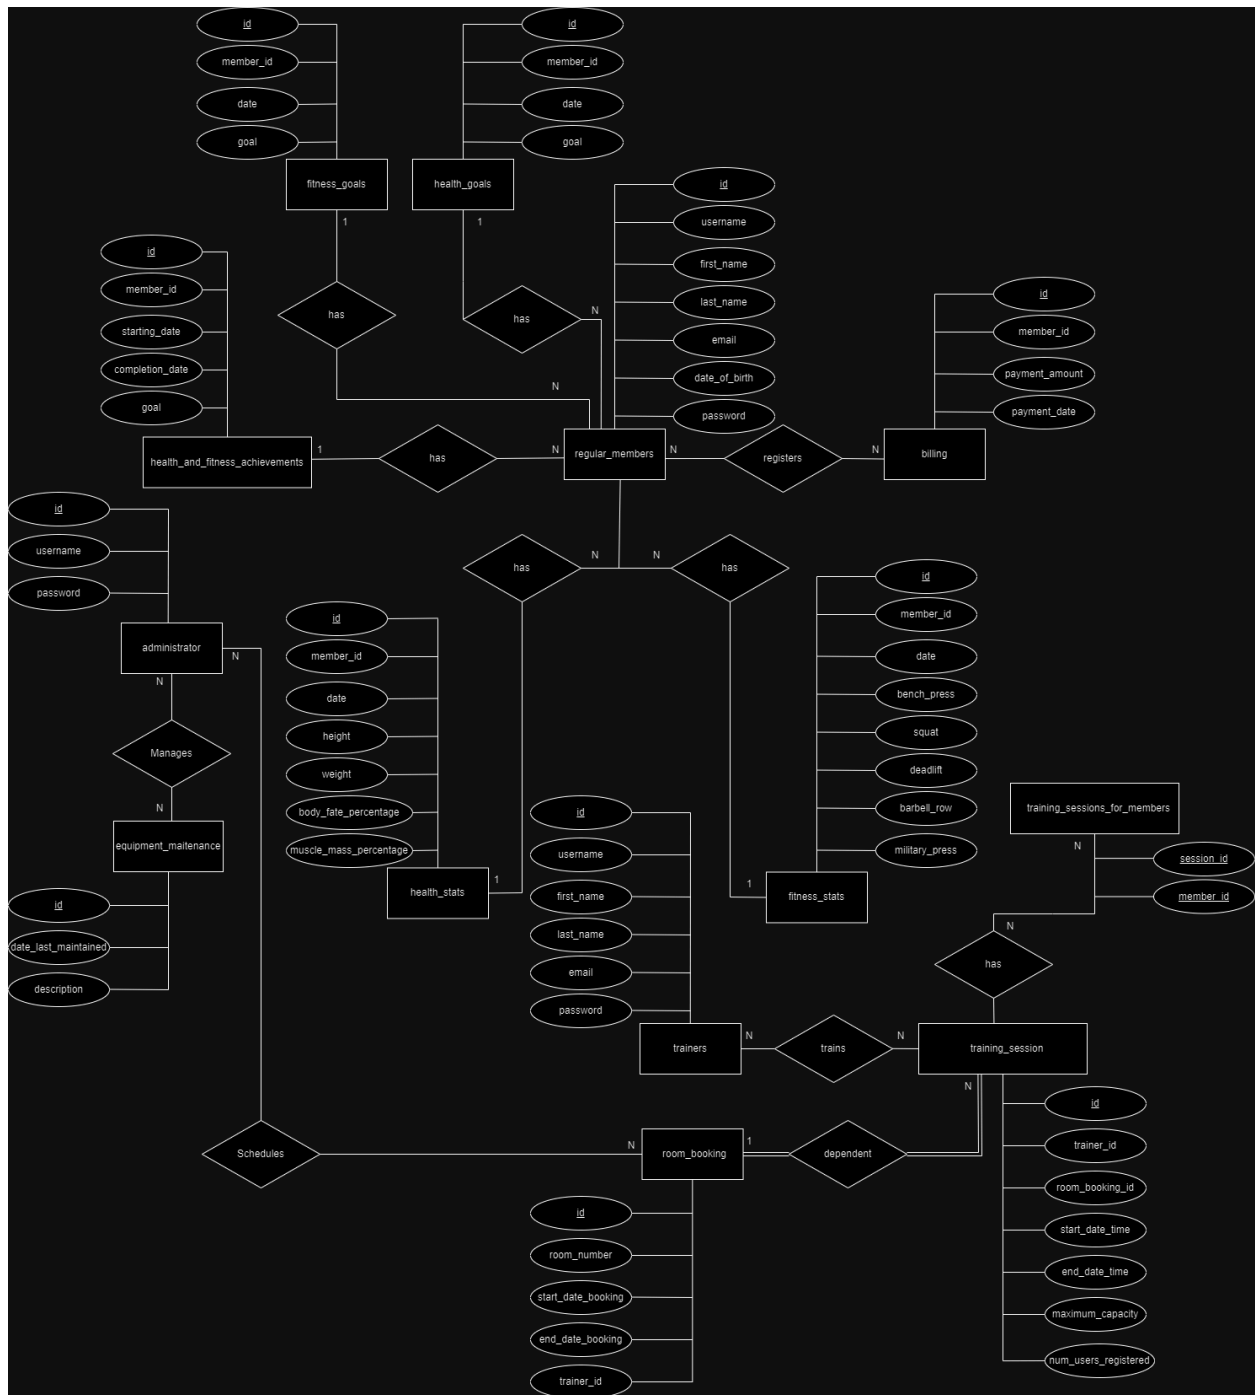 id
member_id
date
goal
fitness_goals
1
id
member_id
date
goal
health_goals
1
has
has
N
N
id
member_id
starting_date
completion_date
goal
health_and_fitness_achievements
1
has
N
id
username
first_name
last_name
email
date_of_birth
password
regular_members
N
registers
N
id
member_id
payment_amount
payment_date
billing
id
username
password
administrator
N
N
Manages
N
equipment_maitenance
id
date_last_maintained
description
has
N
N
has
id
member_id
date
height
weight
body_fate_percentage
muscle_mass_percentage
health_stats
1
id
member_id
date
bench_press
squat
deadlift
barbell_row
military_press
1
fitness_stats
training_sessions_for_members
N
session_id
member_id
N
has
id
username
first_name
last_name
email
password
trainers
N
trains
N
training_session
N
id
trainer_id
room_booking_id
start_date_time
end_date_time
maximum_capacity
num_users_registered
Schedules
N
room_booking
1
dependent
id
room_number
start_date_booking
end_date_booking
trainer_id